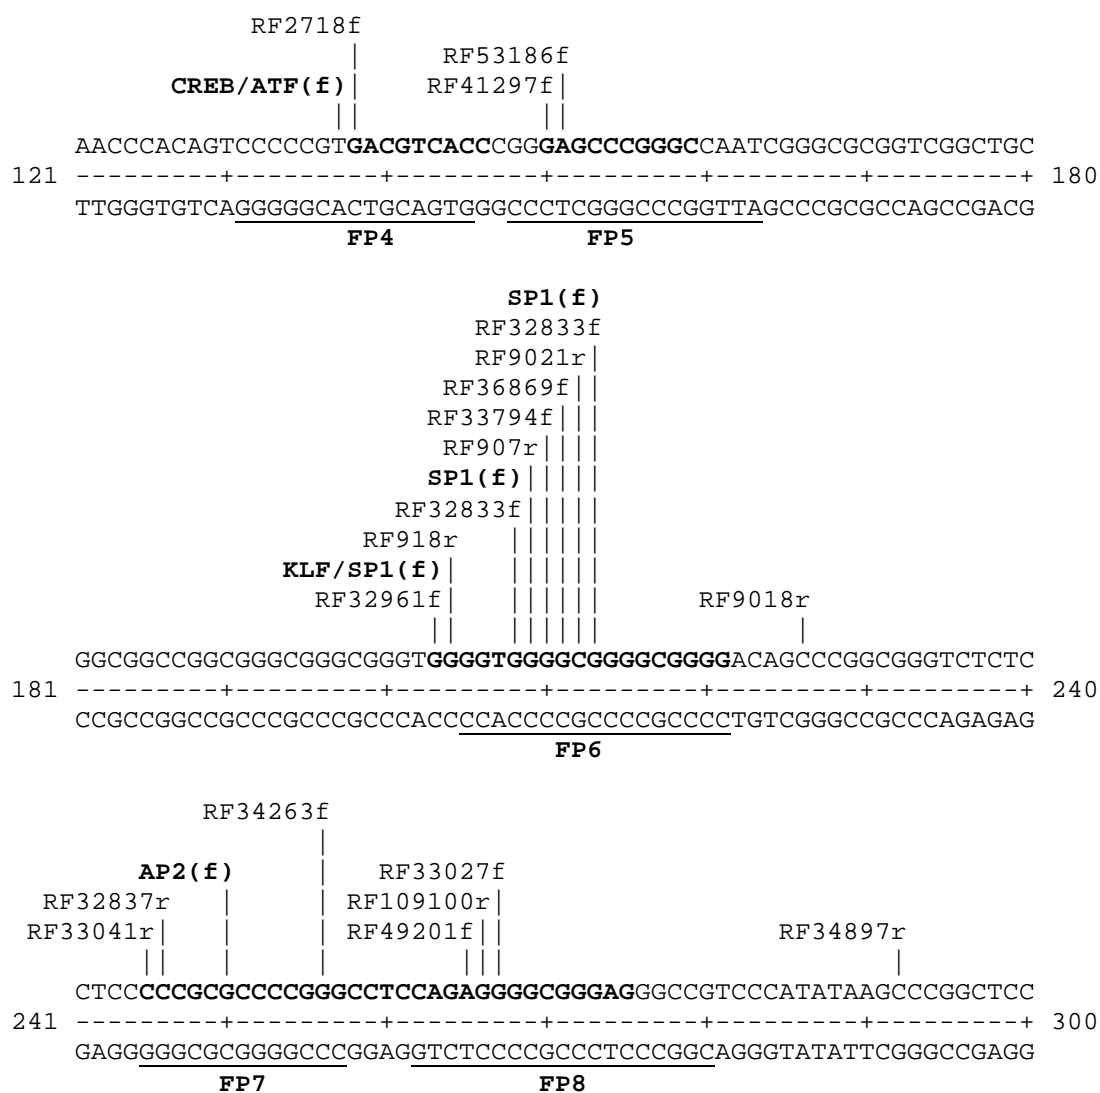 RF2718f
|
RF53186f
CREB/ATF(f)| RF41297f|
|| ||
AACCCACAGTCCCCCGTGACGTCACCCGGGAGCCCGGGCCAATCGGGCGCGGTCGGCTGC
121 ---------+---------+---------+---------+---------+---------+ 180
TTGGGTGTCAGGGGGCACTGCAGTGGGCCCTCGGGCCCGGTTAGCCCGCGCCAGCCGACG
FP4 FP5
SP1(f)
RF32833f
RF9021r|
RF36869f||
RF33794f|||
RF907r||||
SP1(f)|||||
RF32833f|||||
RF918r ||||||
KLF/SP1(f)| ||||||
RF32961f| |||||| RF9018r
|| |||||| |
GGCGGCCGGCGGGCGGGCGGGTGGGGTGGGGCGGGGCGGGGACAGCCCGGCGGGTCTCTC
181 ---------+---------+---------+---------+---------+---------+ 240
CCGCCGGCCGCCCGCCCGCCCACCCCACCCCGCCCCGCCCCTGTCGGGCCGCCCAGAGAG
FP6
RF34263f
|
AP2(f) | RF33027f
RF32837r | | RF109100r|
RF33041r| | | RF49201f|| RF34897r
|| | | ||| |
CTCCCCCGCGCCCCGGGCCTCCAGAGGGGCGGGAGGGCCGTCCCATATAAGCCCGGCTCC
241 ---------+---------+---------+---------+---------+---------+ 300
GAGGGGGCGCGGGGCCCGGAGGTCTCCCCGCCCTCCCGGCAGGGTATATTCGGGCCGAGG
FP7 FP8